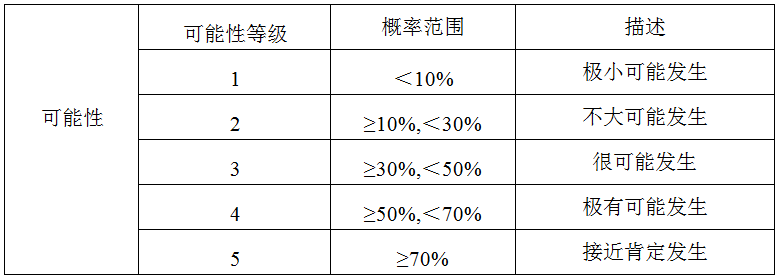 可能性
可能性等级 概率范围 描述
1 ＜10% 极小可能发生
2 ≥10%,＜30% 不大可能发生
3 ≥30%,＜50% 很可能发生
4 ≥50%,＜70% 极有可能发生
5 ≥70% 接近肯定发生